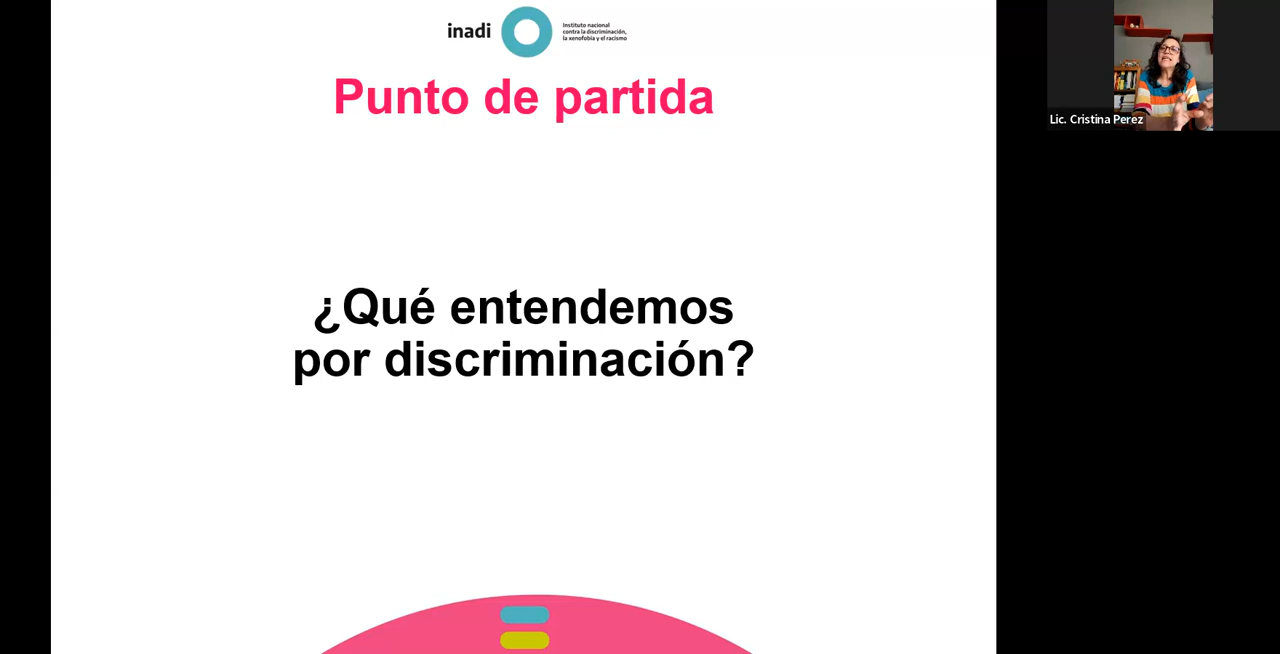 inadi
Instituto nacional
contra la discriminación,
la xenofobia y el racismo
Punto de partida
¿Qué entendemos
por discriminación?
Lic. Cristina Perez